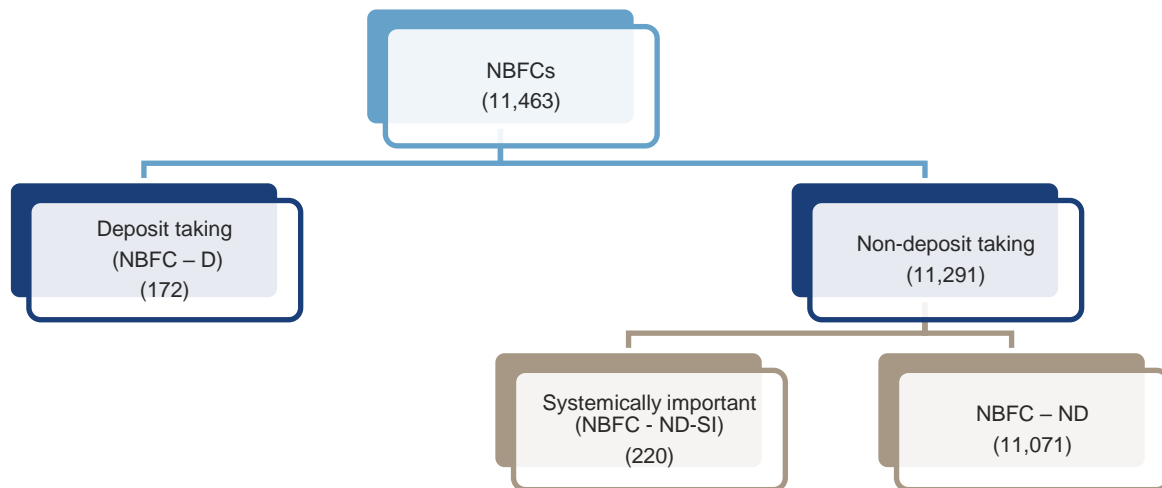 NBFCs
(11,463)
Deposit taking
(NBFC – D)
(172)
Non-deposit taking
(11,291)
Systemically important
(NBFC - ND-SI)
(220)
NBFC – ND
(11,071)